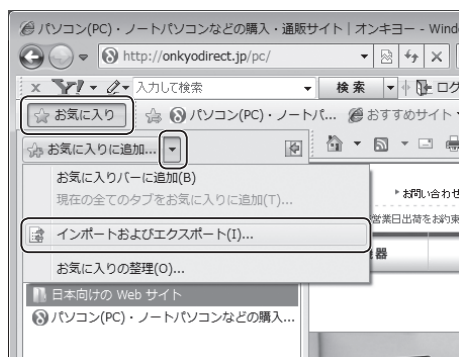 パソコン(PC)・ノートパソコンなどの購入・通販サイト | オンキヨー - Wind
http://onkyodirect.jp/pc/
x Y! 入力して検索 検索 ログ
お気に入り パソコン(PC)・ノートパ... おすすめサイト
お気に入りに追加...
お気に入りバーに追加(B)
現在の全てのタブをお気に入りに追加(T)...
お問い合わせ
インポートおよびエクスポート(I)...
営業日出荷をお約束
器
お気に入りの整理(O)...
日本向けの Web サイト
パソコン(PC)・ノートパソコンなどの購入...